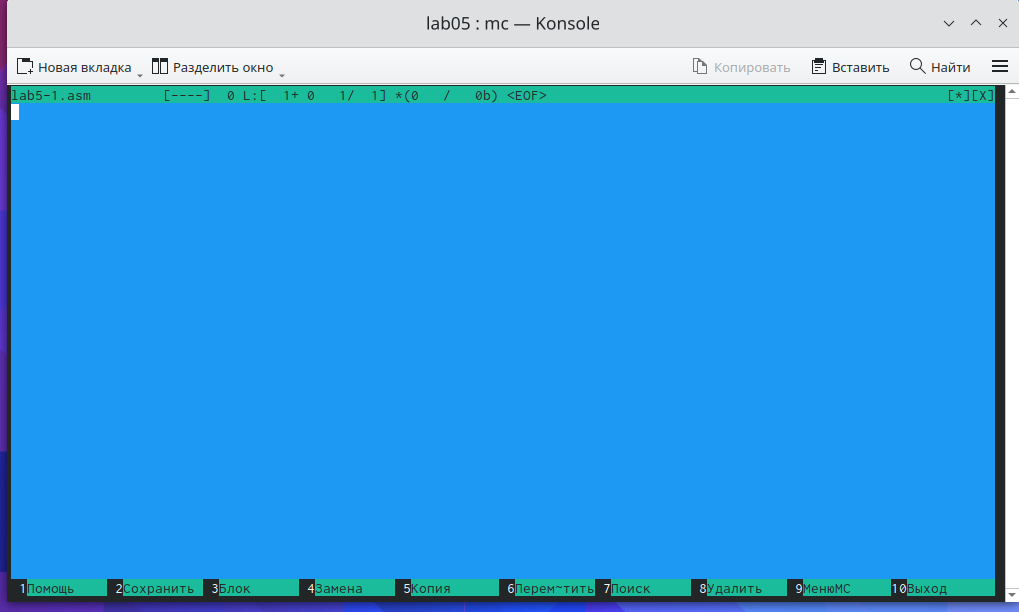 lab05 : mc — Konsole
Новая вкладка Разделить окно Копировать Вставить Найти
lab5-1.asm [----] 0 L:[ 1+ 0 1/ 1] *(0 / 0b) <EOF> [*][X]
1Помощь 2Сохранить 3Блок 4Замена 5Копия 6Перем~тить 7Поиск 8Удалить 9МенюMC 10Выход